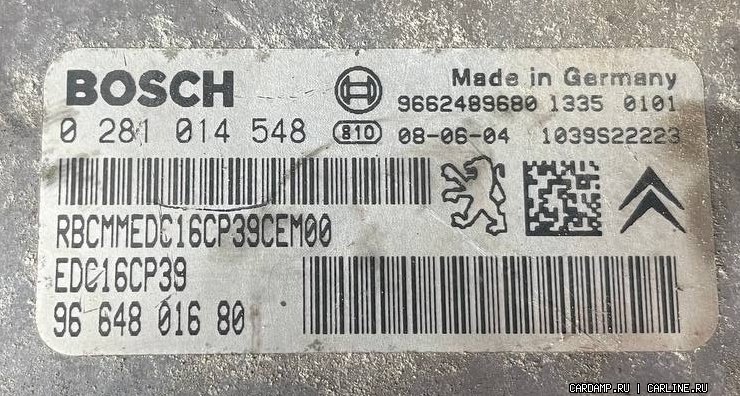 BOSCH
Made in Germany
9662489680 1335 0101
0 281 014 548 810 08-06-04 1039S22223
RBCMMEDC16CP39CEM00
EDC16CP39
96 648 016 80
CARDAMP.RU | CARLINE.RU